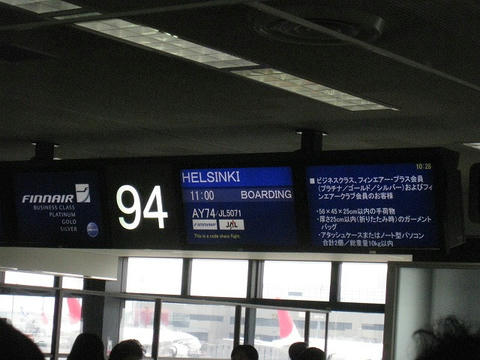 FINNAIR
BUSINESS CLASS
PLATINUM
GOLD
SILVER
94
HELSINKI
11:00 BOARDING
AY74/JL5071
FINNAIR JAL
This is a code share flight.
10:26
■ビジネスクラス、フィンエアー・プラス会員
(プラチナ/ゴールド/シルバー)およびフィ
ンエアークラブ会員のお客様
・56×45×25cm以内の手荷物
・厚さ25cm以内(折りたたみ時)のガーメント
バッグ
・アタッシュケースまたはノート型パソコン
合計2個/総重量10kg以内